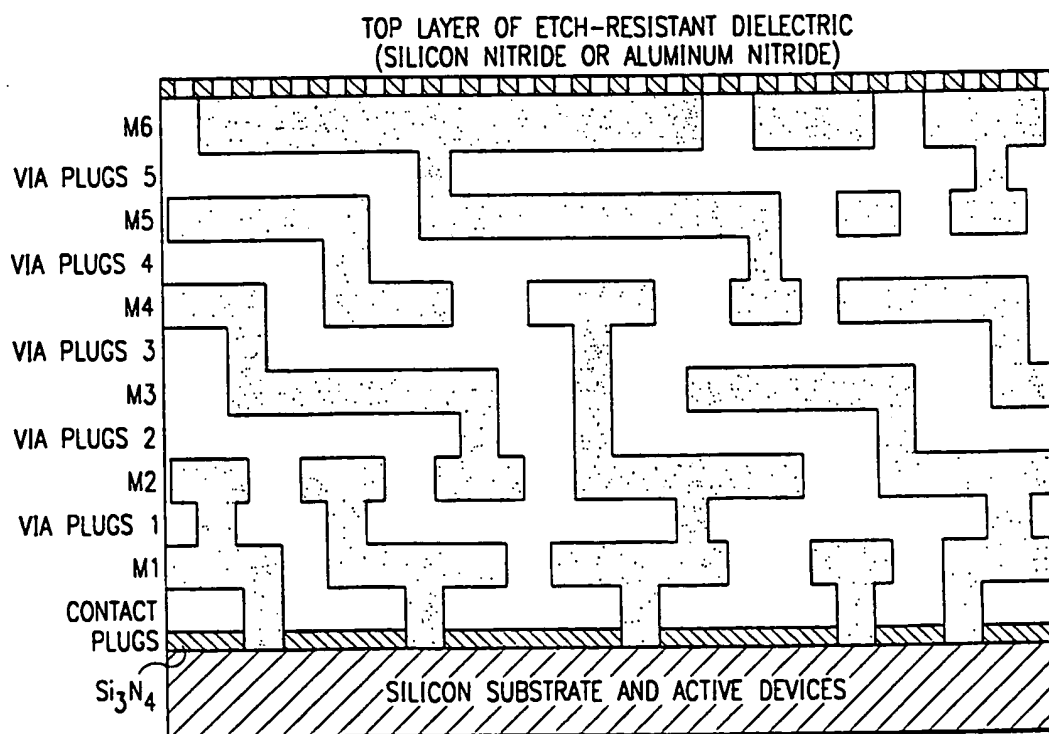 TOP LAYER OF ETCH-RESISTANT DIELECTRIC
(SILICON NITRIDE OR ALUMINUM NITRIDE)
M6
VIA PLUGS 5
M5
VIA PLUGS 4
M4
VIA PLUGS 3
M3
VIA PLUGS 2
M2
VIA PLUGS 1
M1
CONTACT
PLUGS
Si3N4
SILICON SUBSTRATE AND ACTIVE DEVICES